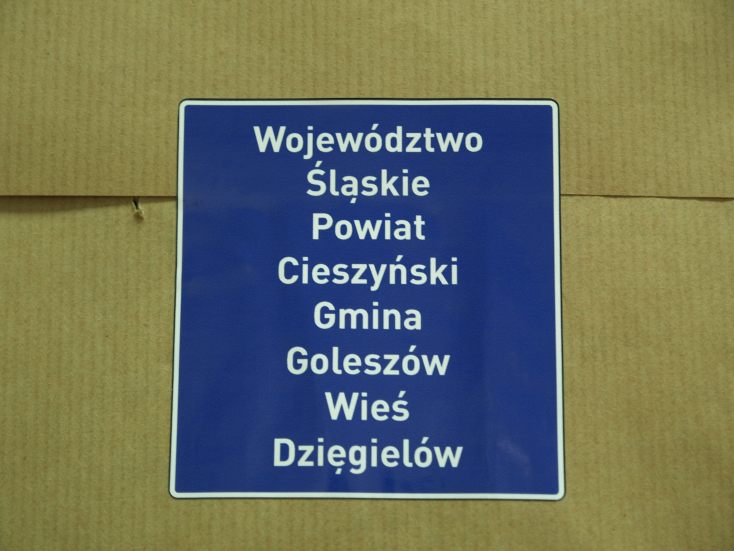 Województwo
Śląskie
Powiat
Cieszyński
Gmina
Goleszów
Wieś
Dzięgielów